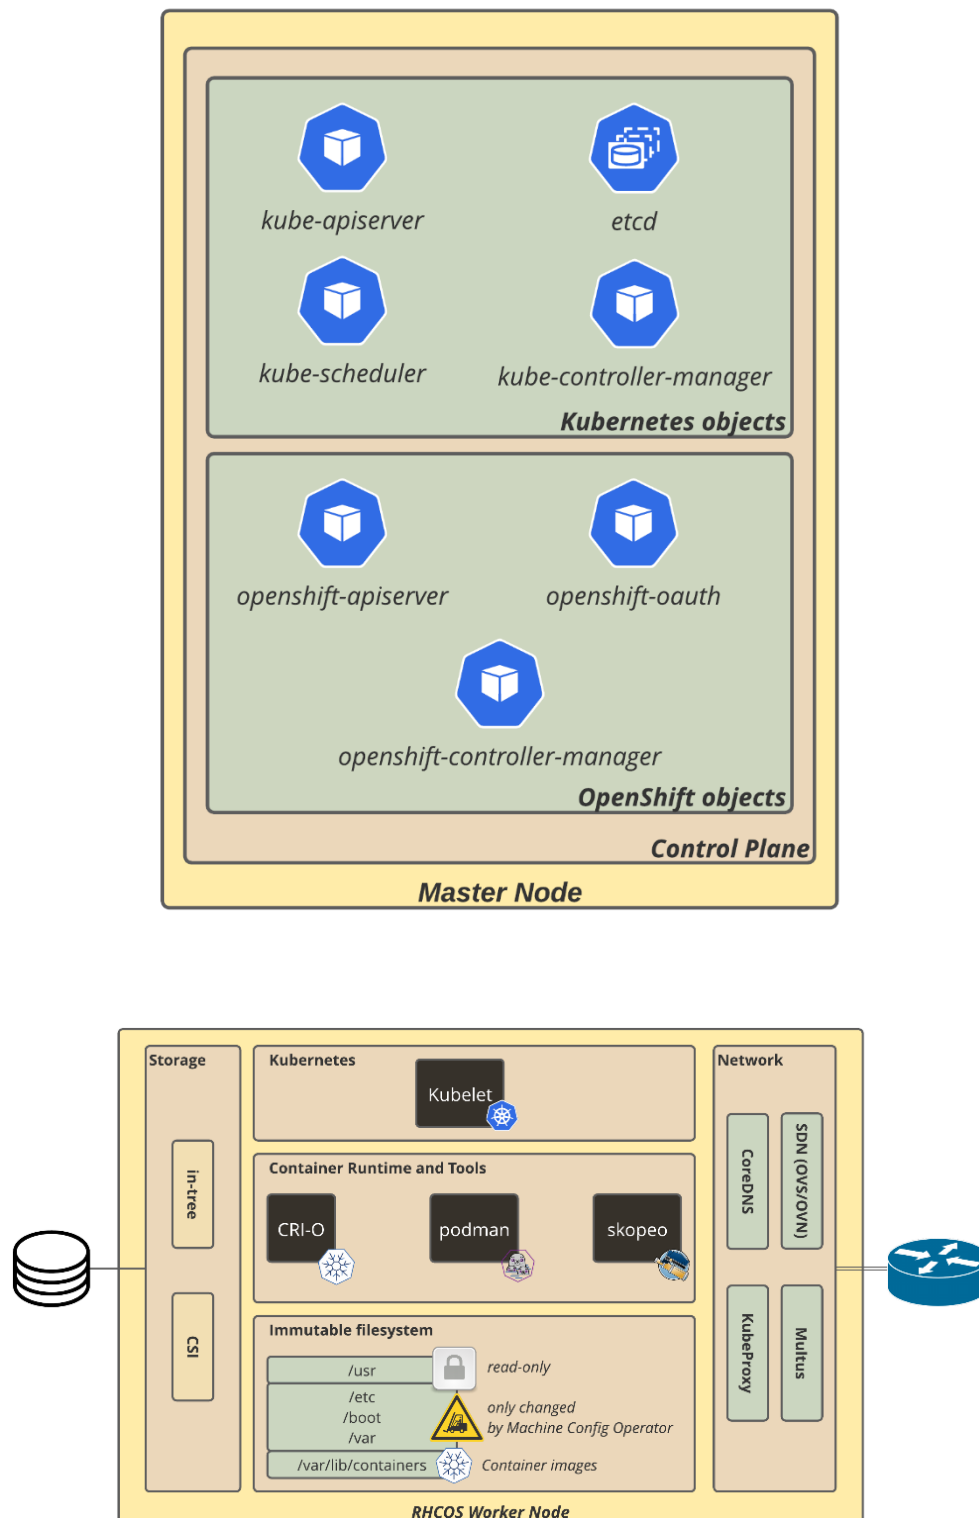 kube-apiserver
etcd
kube-scheduler
kube-controller-manager
Kubernetes objects
openshift-apiserver
openshift-oauth
openshift-controller-manager
OpenShift objects
Control Plane
Master Node
Storage
in-tree
CSI
Kubernetes
Kubelet
Container Runtime and Tools
CRI-O
podman
skopeo
Immutable filesystem
/usr
read-only
/etc
/boot
/var
only changed
by Machine Config Operator
/var/lib/containers
Container images
Network
CoreDNS
SDN (OVS/OVN)
KubeProxy
Multus
RHCOS Worker Node